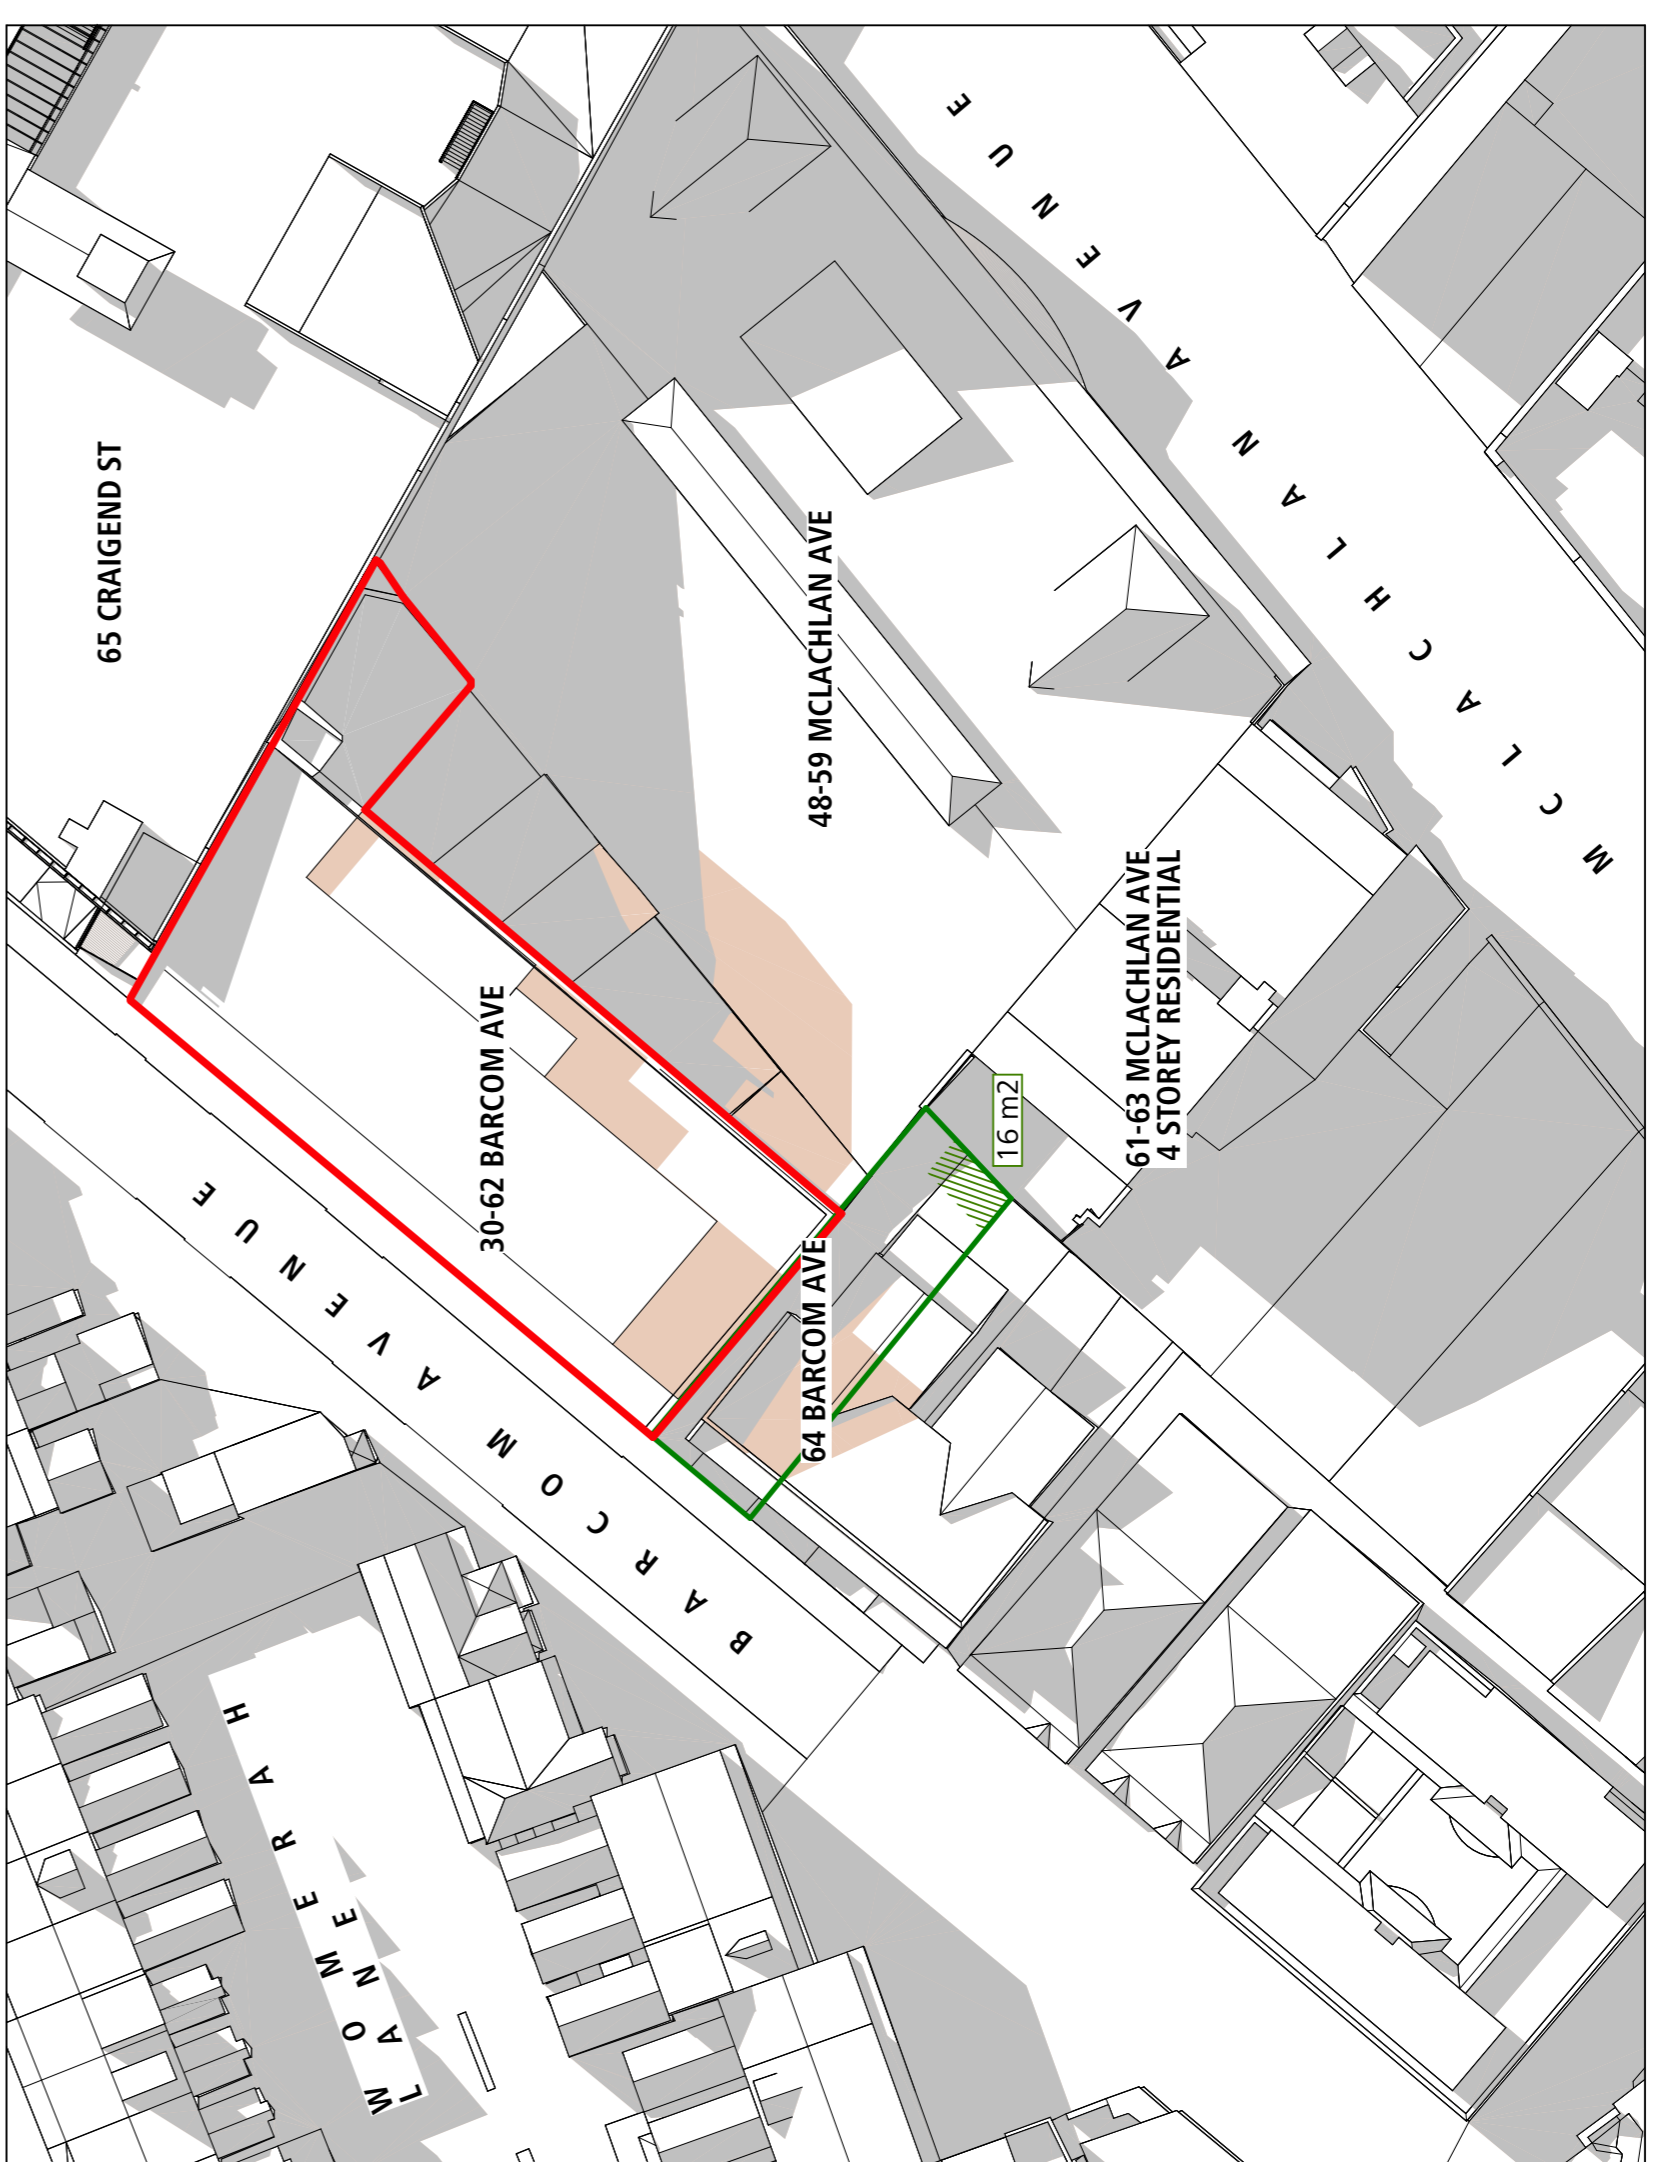 65 CRAIGEND ST
48-59 MCLACHLAN AVE
MCLACHLAN AVENUE
30-62 BARCOM AVE
61-63 MCLACHLAN AVE
4 STOREY RESIDENTIAL
16 m2
64 BARCOM AVE
BARCOM AVENUE
WOOMERAH
LANE